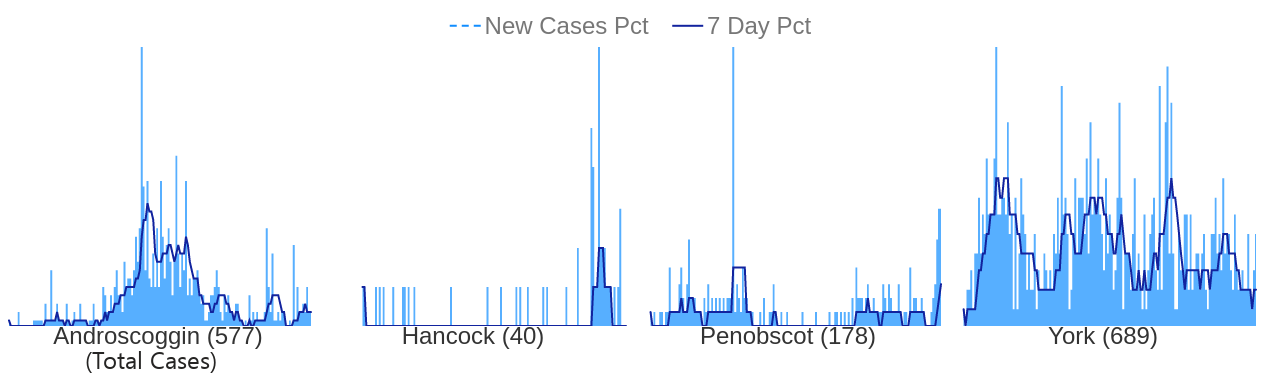 New Cases Pct 7 Day Pct
Androscoggin (577) Hancock (40) Penobscot (178) York (689)
(Total Cases)